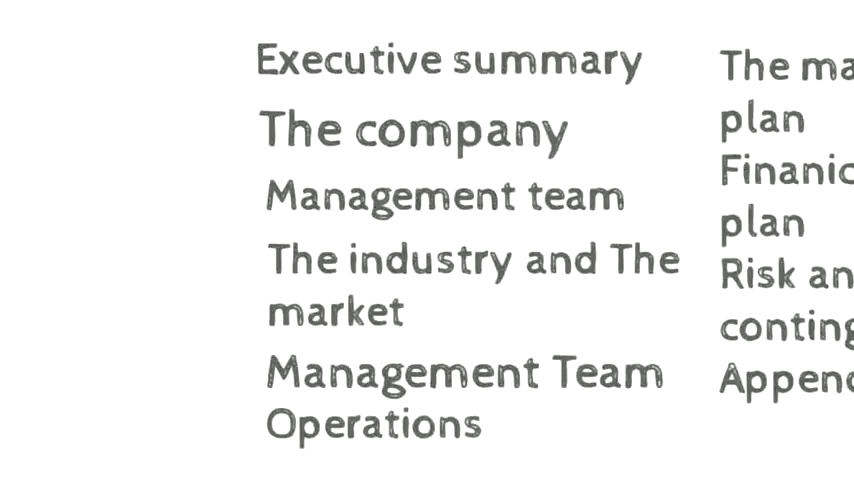 Executive summary
The company
Management team
The industry and The
market
Management Team
Operations
The
plan
plan
Risk